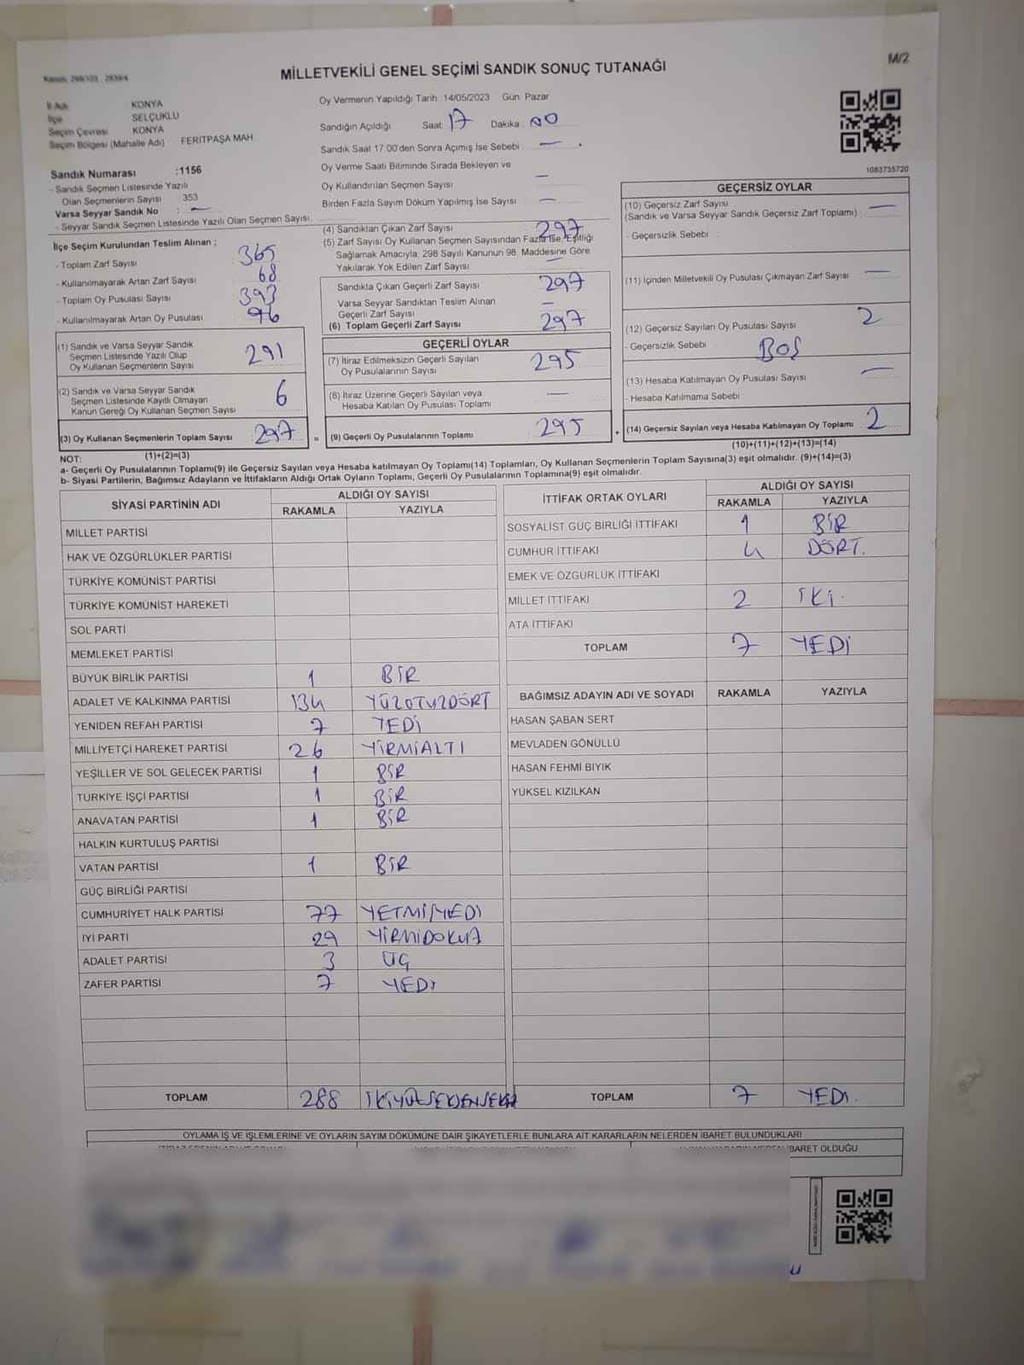 Kanun: 298/103 , 2839/4
MİLLETVEKİLİ GENEL SEÇİMİ SANDIK SONUÇ TUTANAĞI
M/2
İl Adı KONYA
İlçe SELÇUKLU
Seçim Çevresi KONYA
Seçim Bölgesi (Mahalle Adı) FERITPAŞA MAH.
Sandık Numarası :1156
- Sandık Seçmen Listesinde Yazılı
Olan Seçmenlerin Sayısı 353
Varsa Seyyar Sandık No : —
- Seyyar Sandık Seçmen Listesinde Yazılı Olan Seçmen Sayısı:
İlçe Seçim Kurulundan Teslim Alınan ;
- Toplam Zarf Sayısı 365
- Kullanılmayarak Artan Zarf Sayısı 68
- Toplam Oy Pusulası Sayısı 393
- Kullanılmayarak Artan Oy Pusulası 96
Oy Vermenin Yapıldığı Tarih :14/05/2023 Gün: Pazar
Sandığın Açıldığı Saat: 17 Dakika: 00
Sandık Saat 17:00'den Sonra Açımış İse Sebebi —
Oy Verme Saati Bitiminde Sırada Bekleyen ve
Oy Kullandırılan Seçmen Sayısı —
Birden Fazla Sayım Döküm Yapılmış İse Sayısı —
(4) Sandıktan Çıkan Zarf Sayısı 297
(5) Zarf Sayısı Oy Kullanan Seçmen Sayısından Fazla İse, Eşitliği
Sağlamak Amacıyla; 298 Sayılı Kanunun 98. Maddesine Göre
Yakılarak Yok Edilen Zarf Sayısı —
Sandıkta Çıkan Geçerli Zarf Sayısı 297
Varsa Seyyar Sandıktan Teslim Alınan
Geçerli Zarf Sayısı —
(6) Toplam Geçerli Zarf Sayısı 297
1083735720
GEÇERSİZ OYLAR
(10) Geçersiz Zarf Sayısı —
(Sandık ve Varsa Seyyar Sandık Geçersiz Zarf Toplamı)
- Geçersizlik Sebebi :
(11) İçinden Milletvekili Oy Pusulası Çıkmayan Zarf Sayısı —
(12) Geçersiz Sayılan Oy Pusulası Sayısı 2
- Geçersizlik Sebebi BOŞ
(13) Hesaba Katılmayan Oy Pusulası Sayısı —
- Hesaba Katılmama Sebebi
(14) Geçersiz Sayılan veya Hesaba Katılmayan Oy Toplamı 2
(10)+(11)+(12)+(13)=(14)
(1) Sandık ve Varsa Seyyar Sandık
Seçmen Listesinde Yazılı Olup
Oy Kullanan Seçmenlerin Sayısı 291
(2) Sandık ve Varsa Seyyar Sandık
Seçmen Listesinde Kayıtlı Olmayan
Kanun Gereği Oy Kullanan Seçmen Sayısı 6
(3) Oy Kullanan Seçmenlerin Toplam Sayısı 297
(1)+(2)=(3)
GEÇERLİ OYLAR
(7) İtiraz Edilmeksizin Geçerli Sayılan
Oy Pusulalarının Sayısı 295
(8) İtiraz Üzerine Geçerli Sayılan veya
Hesaba Katılan Oy Pusulası Toplamı —
= (9) Geçerli Oy Pusulalarının Toplamı 295 +
NOT:
a- Geçerli Oy Pusulalarının Toplamı(9) ile Geçersiz Sayılan veya Hesaba katılmayan Oy Toplamı(14) Toplamları, Oy Kullanan Seçmenlerin Toplam Sayısına(3) eşit olmalıdır. (9)+(14)=(3)
b- Siyasi Partilerin, Bağımsız Adayların ve İttifakların Aldığı Ortak Oyların Toplamı, Geçerli Oy Pusulalarının Toplamına(9) eşit olmalıdır.
SİYASİ PARTİNİN ADI ALDIĞI OY SAYISI
RAKAMLA YAZIYLA
MİLLET PARTİSİ
HAK VE ÖZGÜRLÜKLER PARTİSİ
TÜRKİYE KOMÜNİST PARTİSİ
TÜRKİYE KOMÜNİST HAREKETİ
SOL PARTİ
MEMLEKET PARTİSİ
BÜYÜK BİRLİK PARTİSİ 1 BİR
ADALET VE KALKINMA PARTİSİ 134 YÜZOTUZDÖRT
YENİDEN REFAH PARTİSİ 7 YEDİ
MİLLİYETÇİ HAREKET PARTİSİ 26 YİRMİALTI
YEŞİLLER VE SOL GELECEK PARTİSİ 1 BİR
TÜRKİYE İŞÇİ PARTİSİ 1 BİR
ANAVATAN PARTİSİ 1 BİR
HALKIN KURTULUŞ PARTİSİ
VATAN PARTİSİ 1 BİR
GÜÇ BİRLİĞİ PARTİSİ
CUMHURİYET HALK PARTİSİ 77 YETMİŞYEDİ
İYİ PARTİ 29 YİRMİDOKUZ
ADALET PARTİSİ 3 ÜÇ
ZAFER PARTİSİ 7 YEDİ
TOPLAM 288 İKİYÜZSEKSENSEKİZ
İTTİFAK ORTAK OYLARI ALDIĞI OY SAYISI
RAKAMLA YAZIYLA
SOSYALİST GÜÇ BİRLİĞİ İTTİFAKI 1 BİR
CUMHUR İTTİFAKI 4 DÖRT.
EMEK VE ÖZGÜRLÜK İTTİFAKI
MİLLET İTTİFAKI 2 İKİ.
ATA İTTİFAKI
TOPLAM 7 YEDİ
BAĞIMSIZ ADAYIN ADI VE SOYADI RAKAMLA YAZIYLA
HASAN ŞABAN SERT
MEVLADEN GÖNÜLLÜ
HASAN FEHMİ BIYIK
YÜKSEL KIZILKAN
TOPLAM 7 YEDİ.
OYLAMA İŞ VE İŞLEMLERİNE VE OYLARIN SAYIM DÖKÜMÜNE DAİR ŞİKAYETLERLE BUNLARA AİT KARARLARIN NELERDEN İBARET BULUNDUKLARI
İBARET OLDUĞU